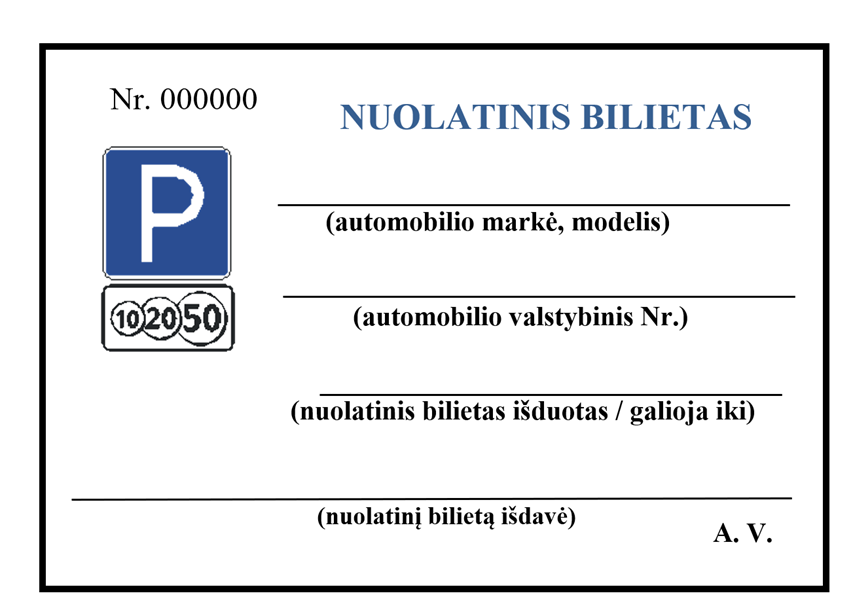 Nr. 000000
NUOLATINIS BILIETAS
P
10 20 50
(automobilio markė, modelis)
(automobilio valstybinis Nr.)
(nuolatinis bilietas išduotas / galioja iki)
(nuolatinį bilietą išdavė)
A. V.